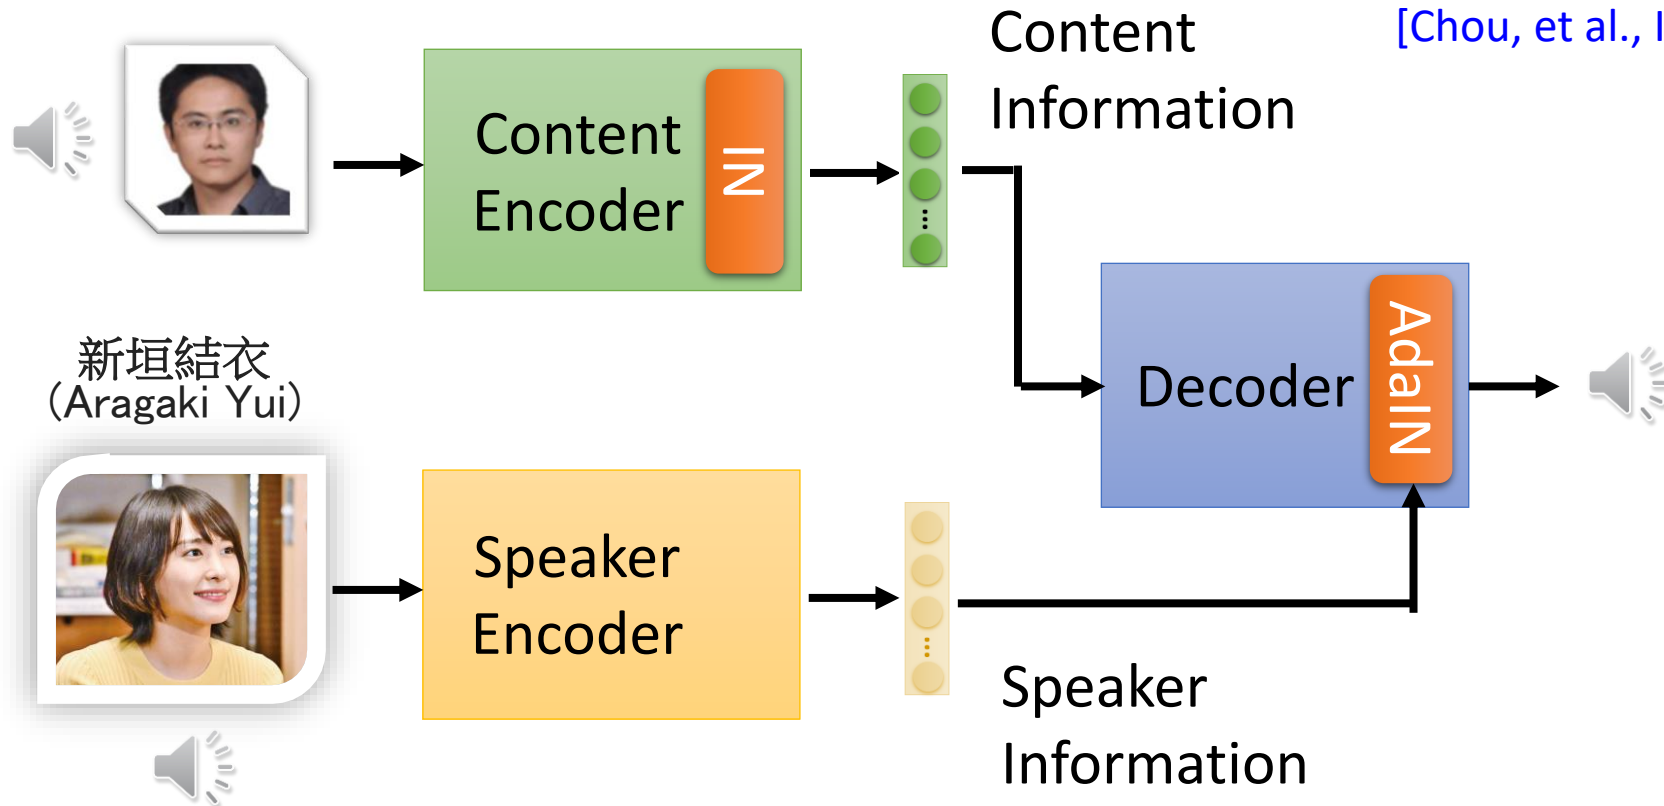 Content
Information
[Chou, et al., I
Content
Encoder
IN
新垣結衣
(Aragaki Yui)
Decoder
AdaIN
Speaker
Encoder
Speaker
Information